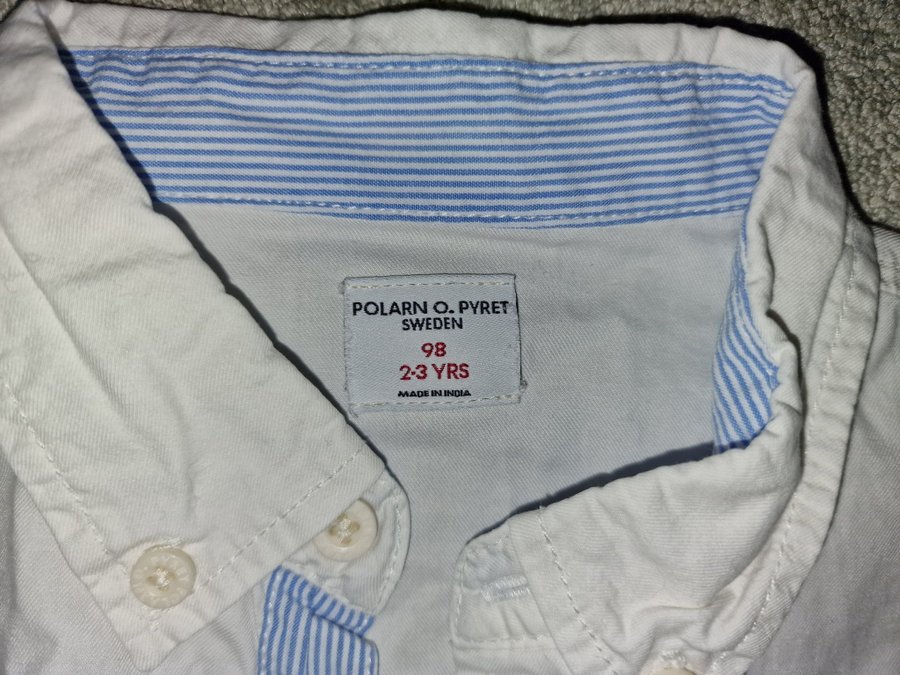 POLARN O. PYRET
SWEDEN
98
2-3 YRS
MADE IN INDIA